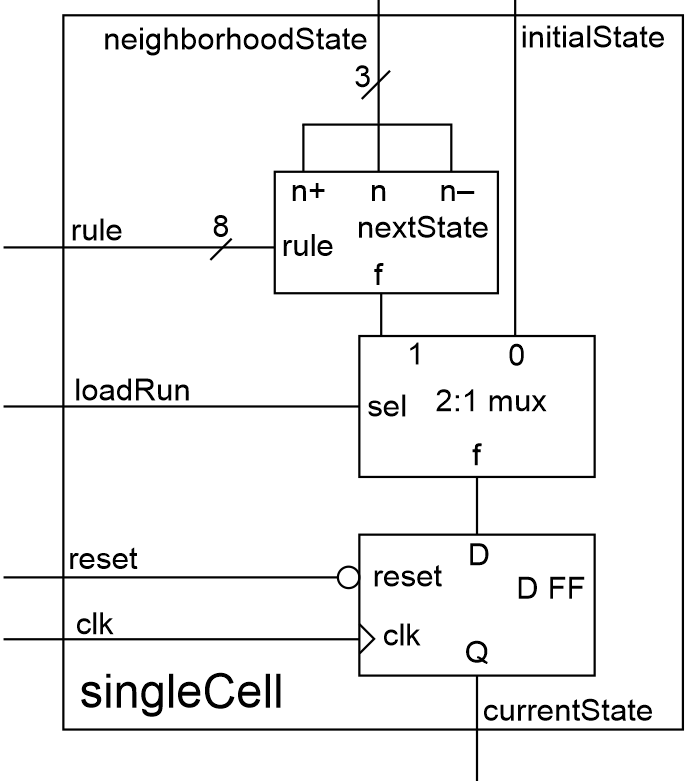 neighborhoodState
initialState
3
n+ n n–
nextState
rule
8
rule
f
1 0
loadRun
sel
2:1 mux
f
D
reset
reset
D FF
clk
clk
Q
singleCell
currentState